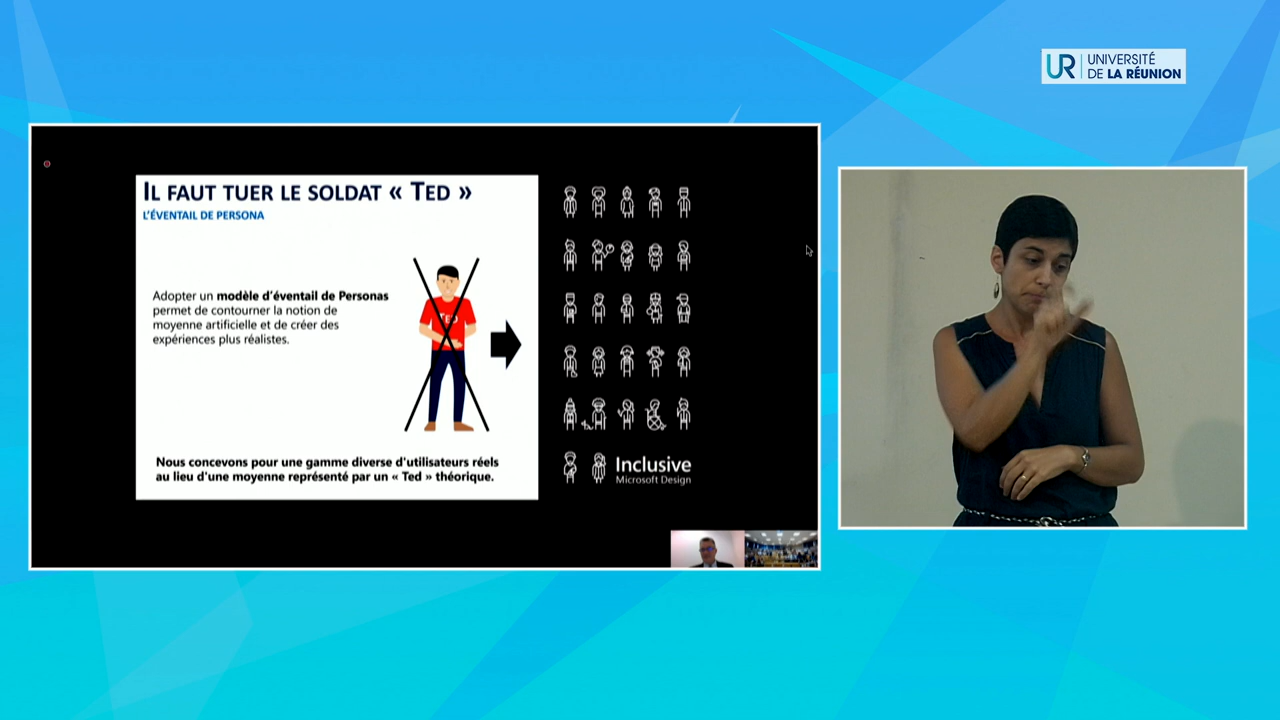 UR UNIVERSITÉ
DE LA RÉUNION
IL FAUT TUER LE SOLDAT « TED »
L'ÉVENTAIL DE PERSONA
Adopter un modèle d'éventail de Personas
permet de contourner la notion de
moyenne artificielle et de créer des
expériences plus réalistes.
TED
Nous concevons pour une gamme diverse d'utilisateurs réels
au lieu d'une moyenne représenté par un « Ted » théorique.
Inclusive
Microsoft Design